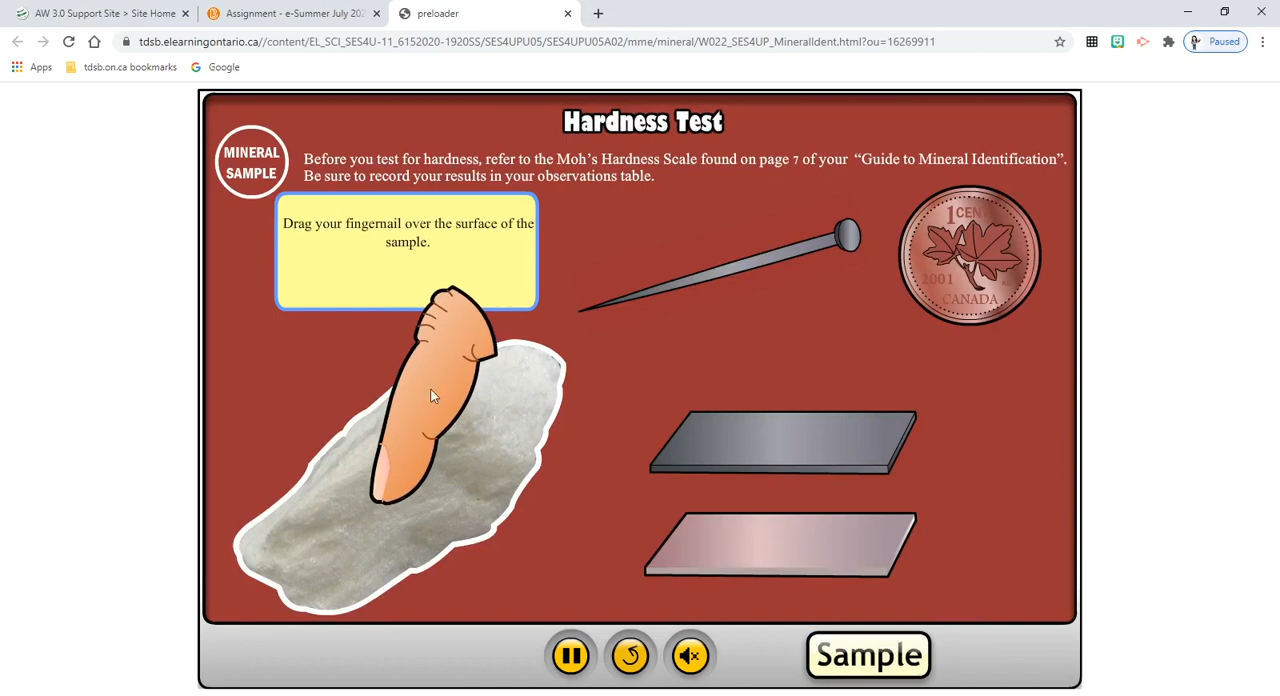 AW 3.0 Support Site > Site Home
Assignment - e-Summer July 202
preloader
tdsb.elearningontario.ca//content/EL_SCI_SES4U-11_6152020-1920SS/SES4UPU05/SES4UPU05A02/mme/mineral/W022_SES4UP_MineralIdent.html?ou=16269911
Paused
Apps
tdsb.on.ca bookmarks
Google
Hardness Test
MINERAL
SAMPLE
Before you test for hardness, refer to the Moh's Hardness Scale found on page 7 of your “Guide to Mineral Identification”.
Be sure to record your results in your observations table.
Drag your fingernail over the surface of the
sample.
1 CENT
2001
CANADA
Sample